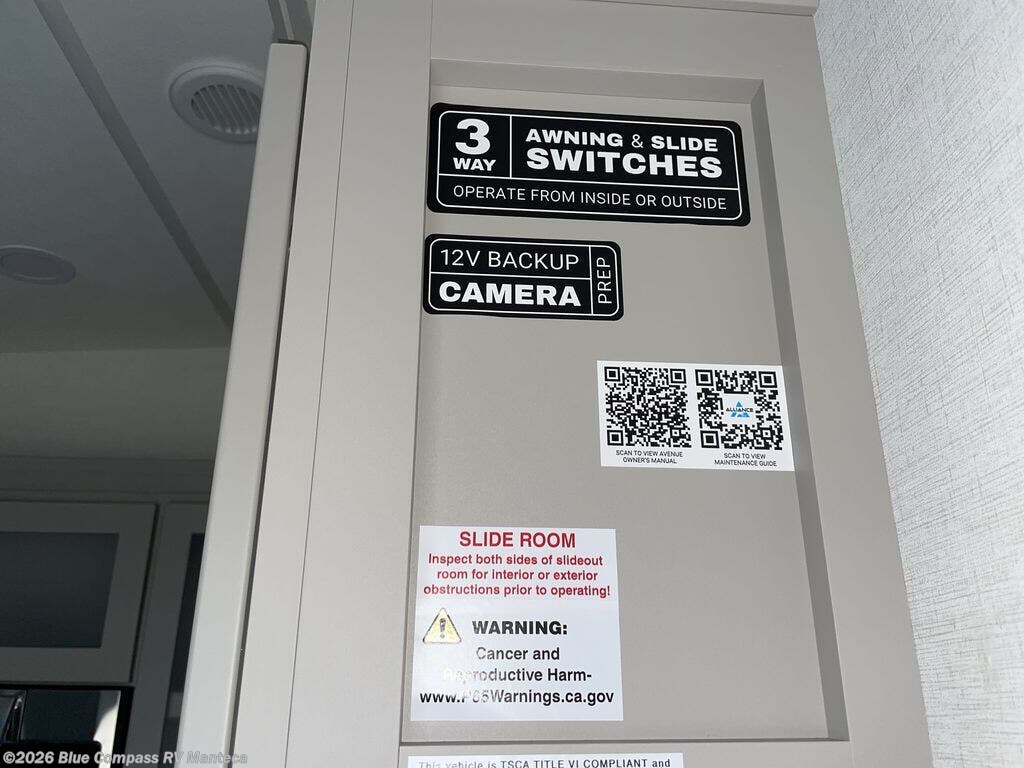 3
WAY
AWNING & SLIDE
SWITCHES
OPERATE FROM INSIDE OR OUTSIDE
12V BACKUP
CAMERA
PREP
ALLIANCE
SCAN TO VIEW AVENUE
OWNER'S MANUAL
SCAN TO VIEW
MAINTENANCE GUIDE
SLIDE ROOM
Inspect both sides of slideout
room for interior or exterior
obstructions prior to operating!
WARNING:
Cancer and
Reproductive Harm-
www.P65Warnings.ca.gov
This vehicle is TSCA TITLE VI COMPLIANT and
©2026 Blue Compass RV Manteca